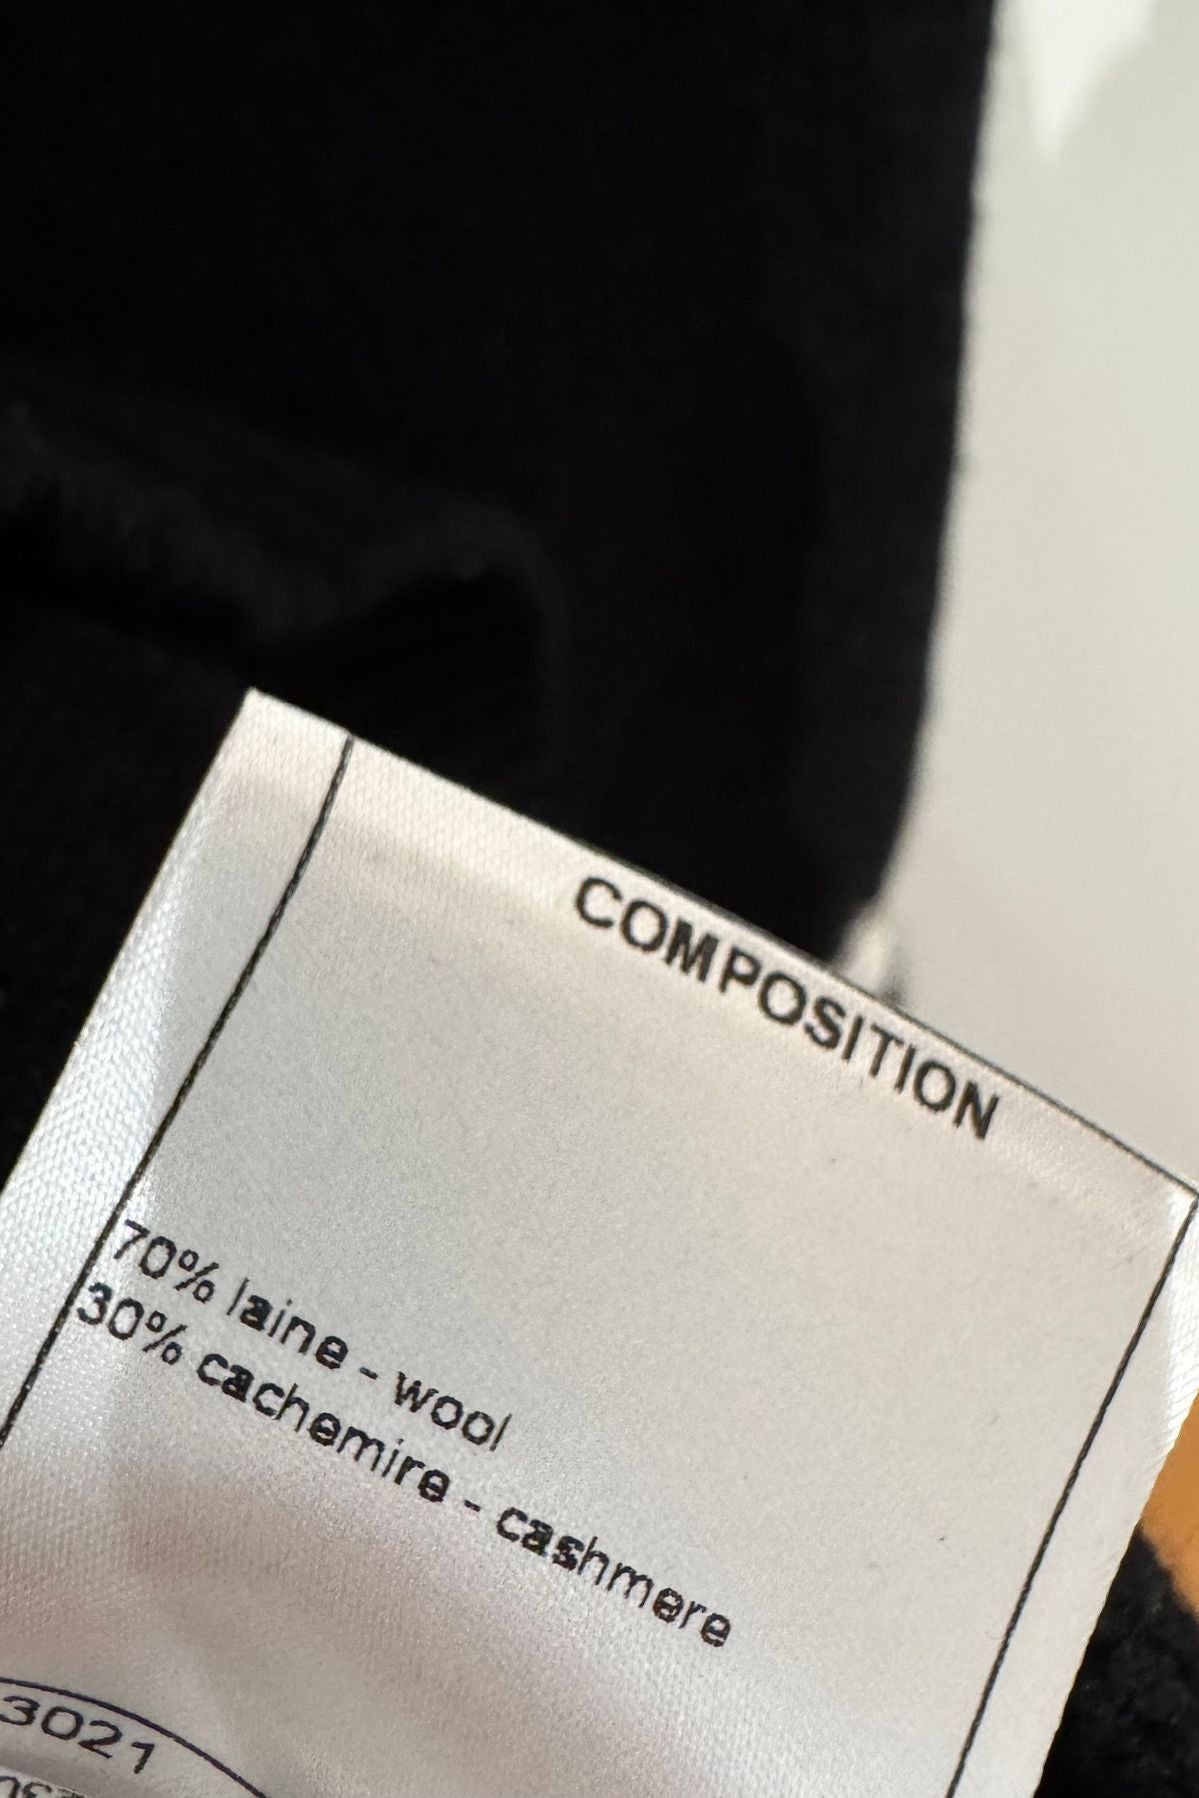 COMPOSITION
70% laine - wool
30% cachemire - cashmere
3021